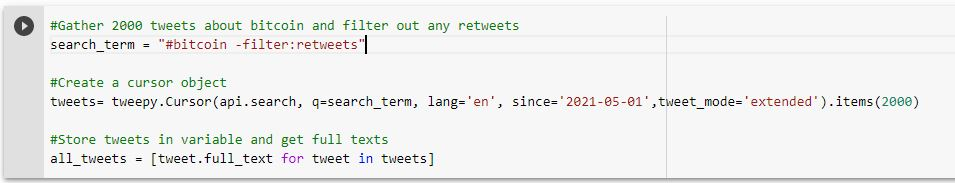 #Gather 2000 tweets about bitcoin and filter out any retweets
search_term = "#bitcoin -filter:retweets"
#Create a cursor object
tweets= tweepy.Cursor(api.search, q=search_term, lang='en', since='2021-05-01',tweet_mode='extended').items(2000)
#Store tweets in variable and get full texts
all_tweets = [tweet.full_text for tweet in tweets]